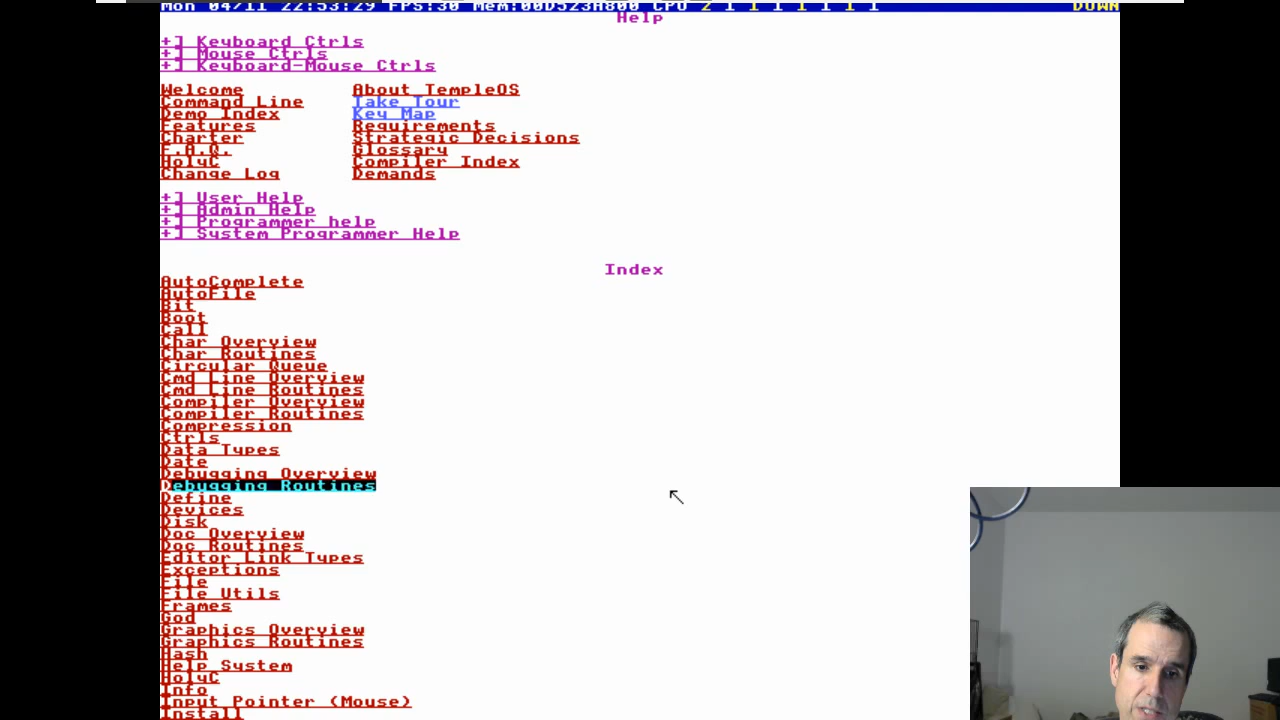 Mon 04/11 22:53:29 FPS:30 Mem:00D523A800 CPU 2 1 1 1 1 1 1 1 DOWN
Help
+] Keyboard Ctrls
+] Mouse Ctrls
+] Keyboard-Mouse Ctrls
Welcome About TempleOS
Command Line Take Tour
Demo Index Key Map
Features Requirements
Charter Strategic Decisions
F.A.Q. Glossary
HolyC Compiler Index
Change Log Demands
+] User Help
+] Admin Help
+] Programmer help
+] System Programmer Help
Index
AutoComplete
AutoFile
Bit
Boot
Call
Char Overview
Char Routines
Circular Queue
Cmd Line Overview
Cmd Line Routines
Compiler Overview
Compiler Routines
Compression
Ctrls
Data Types
Date
Debugging Overview
Debugging Routines
Define
Devices
Disk
Doc Overview
Doc Routines
Editor Link Types
Exceptions
File
File Utils
Frames
God
Graphics Overview
Graphics Routines
Hash
Help System
HolyC
Info
Input Pointer (Mouse)
Install